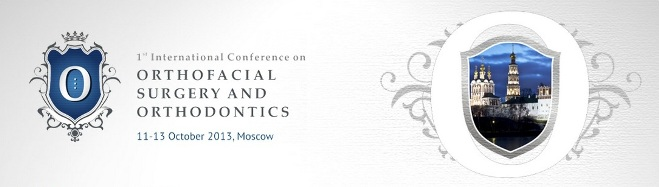 O
1st International Conference on
ORTHOFACIAL
SURGERY AND
ORTHODONTICS
11-13 October 2013, Moscow